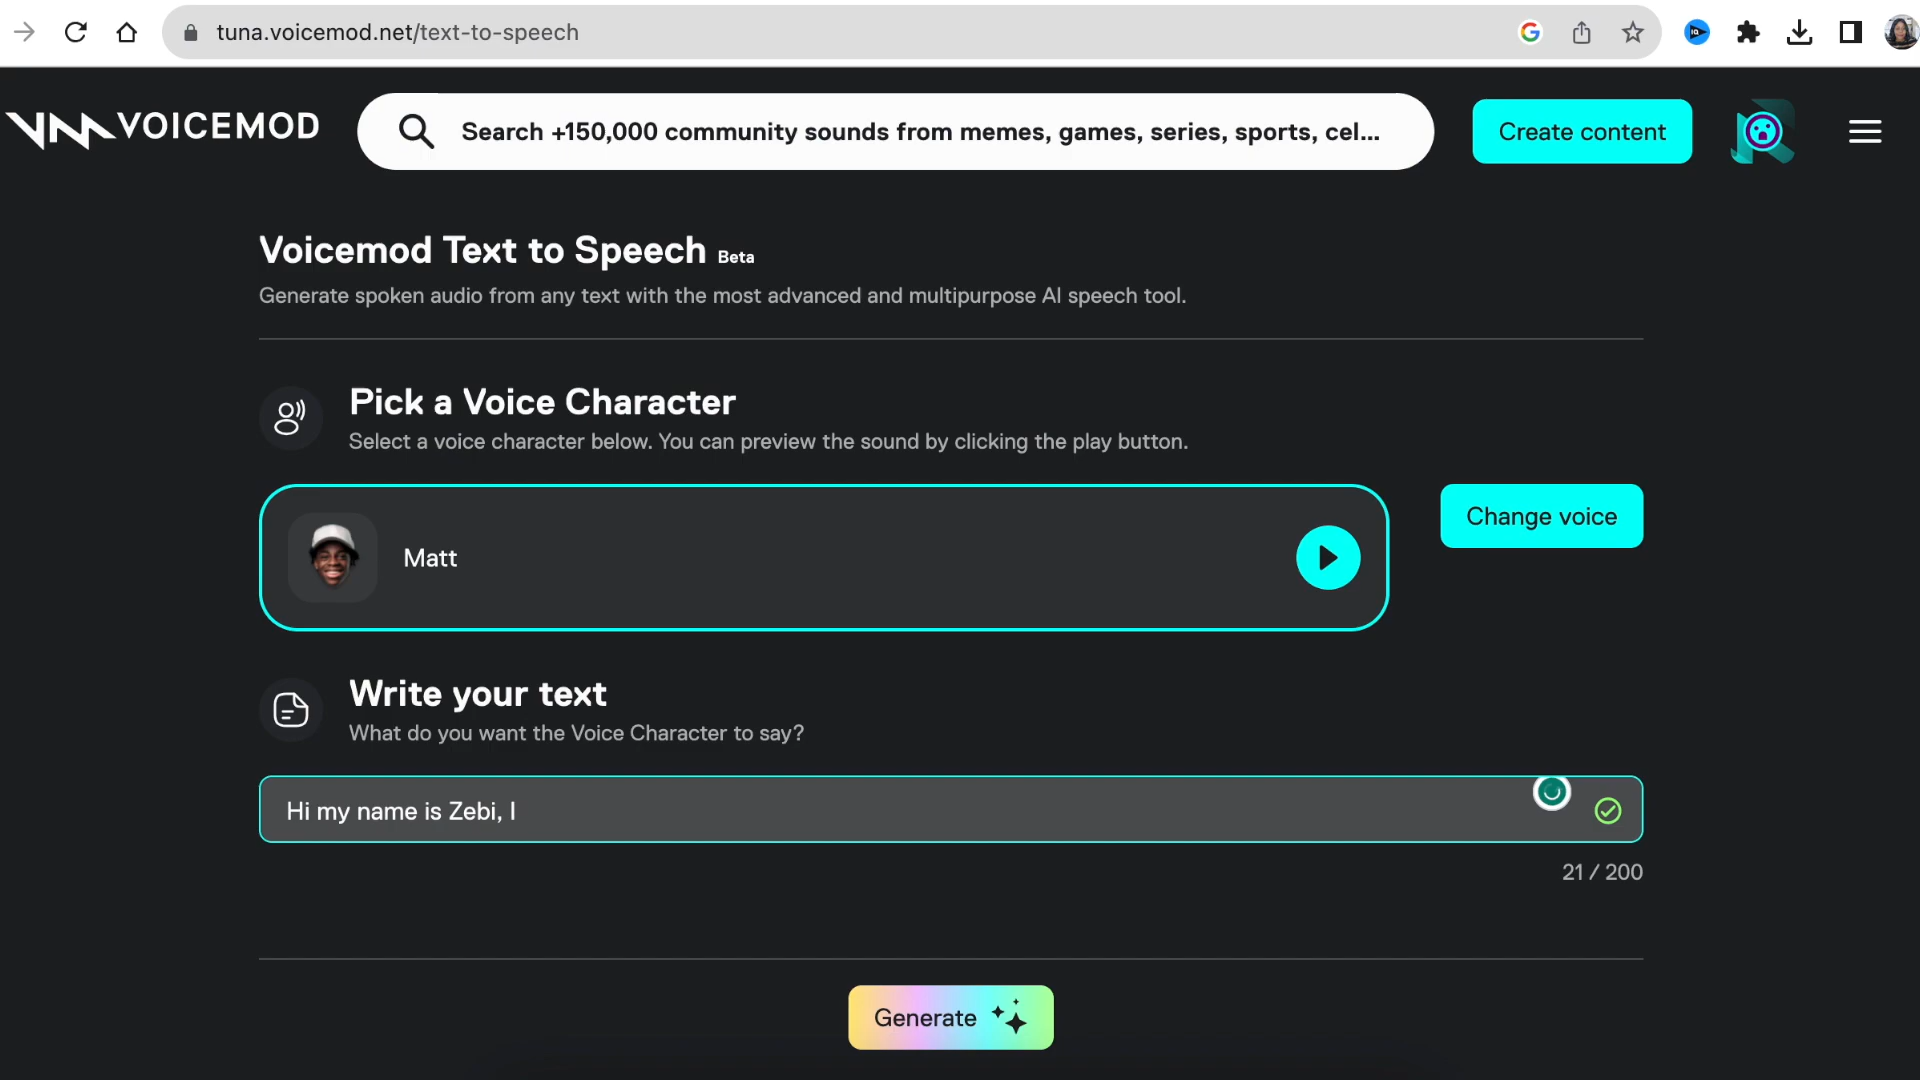 tuna.voicemod.net/text-to-speech
VOICEMOD
Search +150,000 community sounds from memes, games, series, sports, cel...
Create content
Voicemod Text to Speech Beta
Generate spoken audio from any text with the most advanced and multipurpose AI speech tool.
Pick a Voice Character
Select a voice character below. You can preview the sound by clicking the play button.
Matt
Change voice
Write your text
What do you want the Voice Character to say?
Hi my name is Zebi, I
21 / 200
Generate